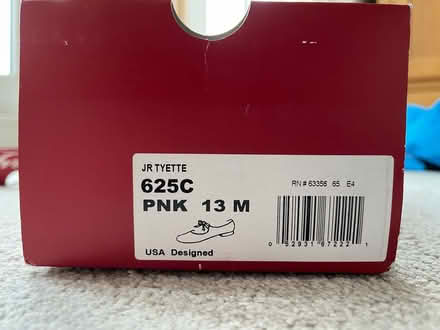 JR TYETTE
625C
RN # 63356 65 E4
PNK 13 M
0 52931 67222 1
USA Designed